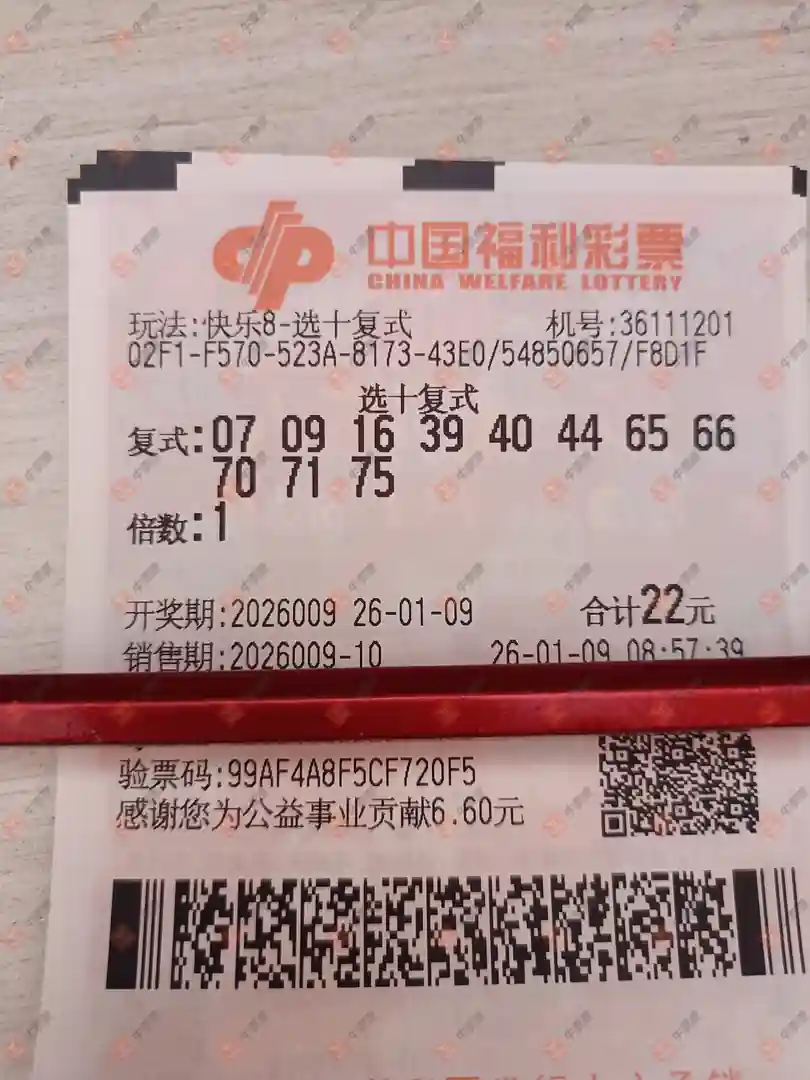 中国福利彩票
CHINA WELFARE LOTTERY
玩法:快乐8-选十复式 机号:36111201
02F1-F570-523A-8173-43E0/54850657/F8D1F
选十复式
复式:07 09 16 39 40 44 65 66
70 71 75
倍数:1
开奖期:2026009 26-01-09 合计22元
销售期:2026009-10 26-01-09 08:57:39
验票码:99AF4A8F5CF720F5
感谢您为公益事业贡献6.60元